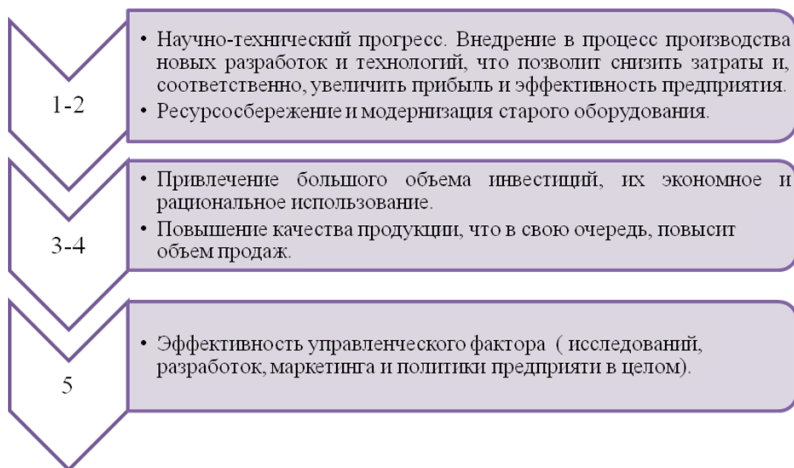 1-2
• Научно-технический прогресс. Внедрение в процесс производства
новых разработок и технологий, что позволит снизить затраты и,
соответственно, увеличить прибыль и эффективность предприятия.
• Ресурсосбережение и модернизация старого оборудования.
3-4
• Привлечение большого объема инвестиций, их экономное и
рациональное использование.
• Повышение качества продукции, что в свою очередь, повысит
объем продаж.
5
• Эффективность управленческого фактора ( исследований,
разработок, маркетинга и политики предприяти в целом).